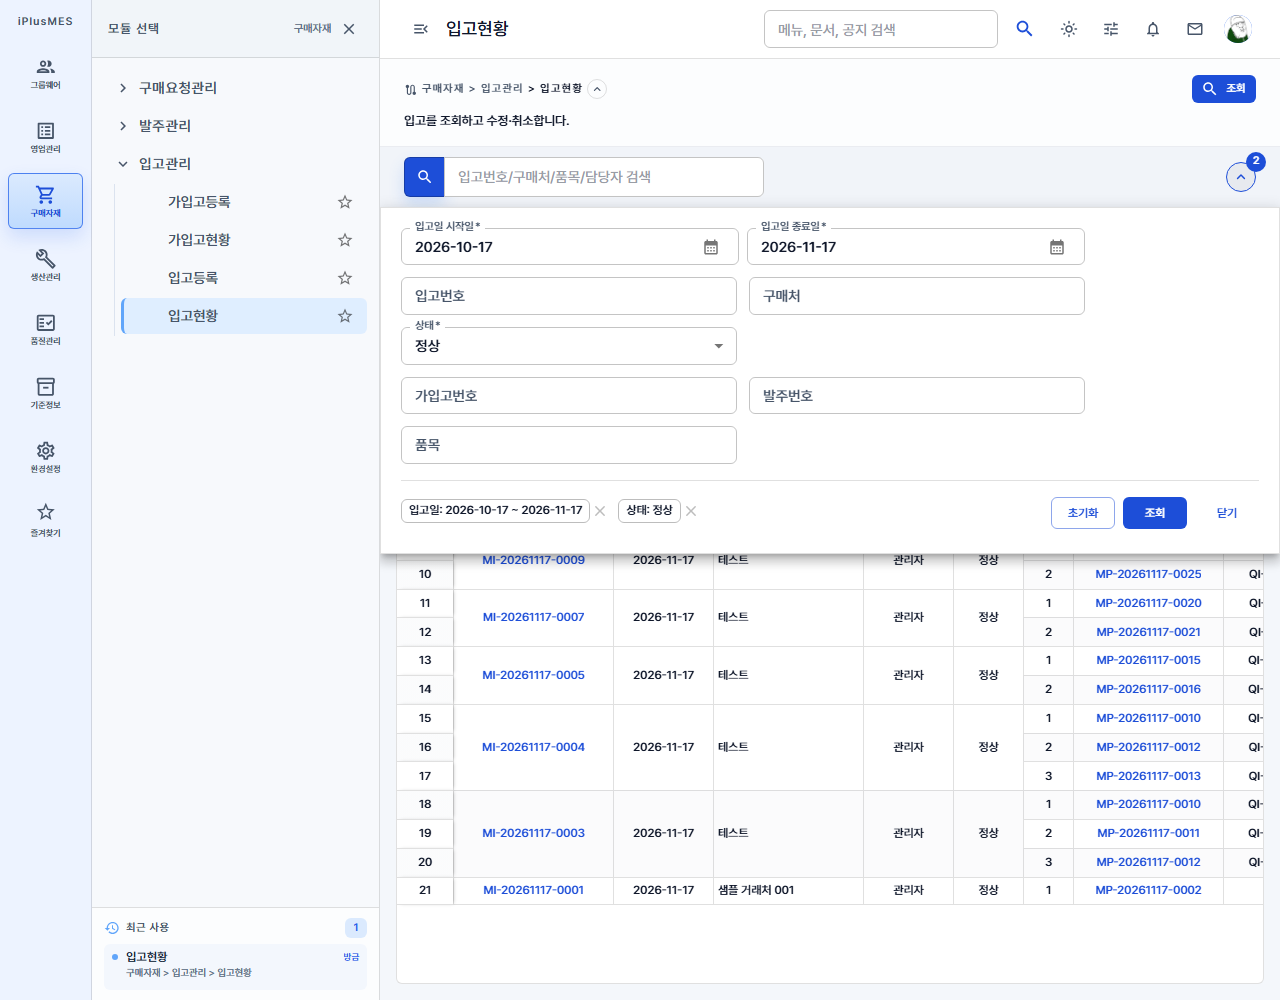 iPlusMES
모듈 선택
구매자재
입고현황
메뉴, 문서, 공지 검색
그룹웨어
영업관리
구매자재
생산관리
품질관리
기준정보
환경설정
즐겨찾기
구매요청관리
발주관리
입고관리
가입고등록
가입고현황
입고등록
입고현황
최근 사용
1
입고현황
방금
구매자재 > 입고관리 > 입고현황
구매자재 > 입고관리 > 입고현황
조회
입고를 조회하고 수정·취소합니다.
입고번호/구매처/품목/담당자 검색
2
입고일 시작일*
2026-10-17
입고일 종료일*
2026-11-17
입고번호
구매처
상태*
정상
가입고번호
발주번호
품목
입고일: 2026-10-17 ~ 2026-11-17
상태: 정상
초기화
조회
닫기
MI-20261117-0009 2026-11-17 테스트 관리자 정상
10 2 MP-20261117-0025 QI-
11 1 MP-20261117-0020 QI-
MI-20261117-0007 2026-11-17 테스트 관리자 정상
12 2 MP-20261117-0021 QI-
13 1 MP-20261117-0015 QI-
MI-20261117-0005 2026-11-17 테스트 관리자 정상
14 2 MP-20261117-0016 QI-
15 1 MP-20261117-0010 QI-
16 MI-20261117-0004 2026-11-17 테스트 관리자 정상 2 MP-20261117-0012 QI-
17 3 MP-20261117-0013 QI-
18 1 MP-20261117-0010 QI-
19 MI-20261117-0003 2026-11-17 테스트 관리자 정상 2 MP-20261117-0011 QI-
20 3 MP-20261117-0012 QI-
21 MI-20261117-0001 2026-11-17 샘플 거래처 001 관리자 정상 1 MP-20261117-0002